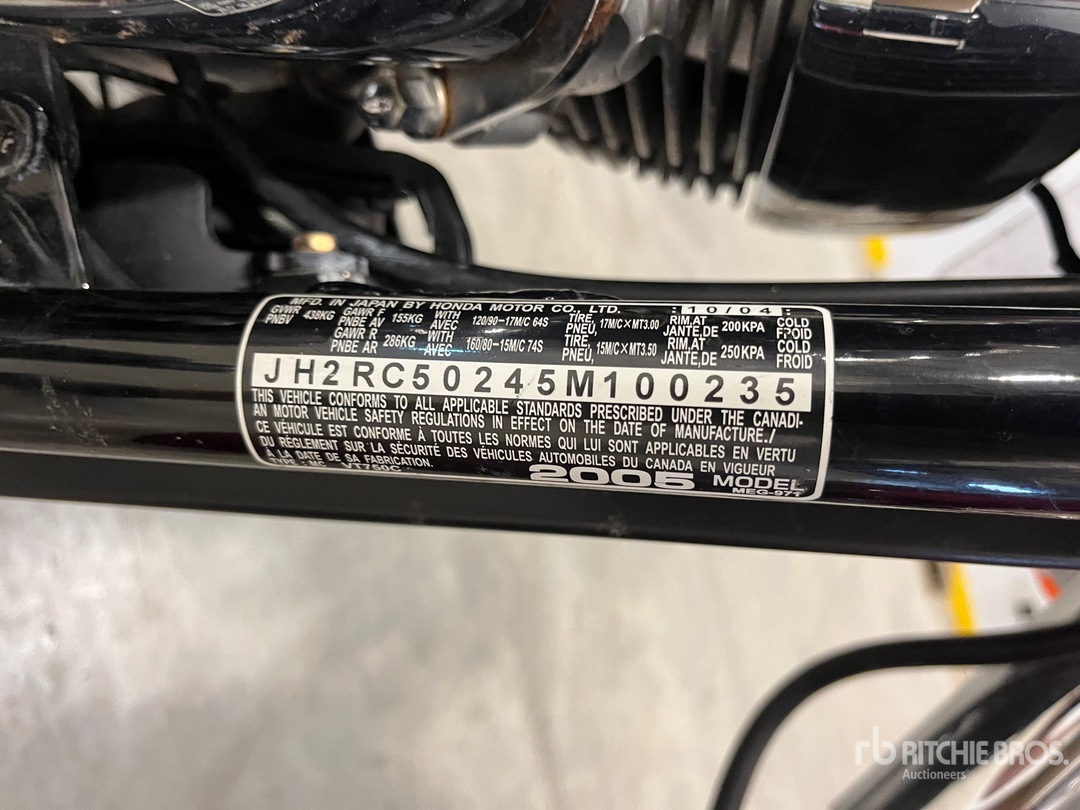 MFD. IN JAPAN BY HONDA MOTOR CO., LTD. :10/04:
GVWR PNBV 438KG GAWR F PNBE AV 155KG WITH AVEC 120/90-17M/C 64S TIRE, PNEU, 17M/C×MT3.00 RIM,AT JANTE,DE 200KPA COLD FROID
GAWR R PNBE AR 286KG WITH AVEC 160/80-15M/C 74S TIRE, PNEU, 15M/C×MT3.50 RIM,AT JANTE,DE 250KPA COLD FROID
JH2RC50245M100235
THIS VEHICLE CONFORMS TO ALL APPLICABLE STANDARDS PRESCRIBED UNDER THE CANADI-
AN MOTOR VEHICLE SAFETY REGULATIONS IN EFFECT ON THE DATE OF MANUFACTURE./
CE VÉHICULE EST CONFORME À TOUTES LES NORMES QUI LUI SONT APPLICABLES EN VERTU
DU RÈGLEMENT SUR LA SÉCURITÉ DES VÉHICULES AUTOMOBILES DU CANADA EN VIGUEUR
À LA DATE DE SA FABRICATION.
TYPE: MC VT750C 2005 MODEL
MEG-971
rb RITCHIE BROS.
Auctioneers